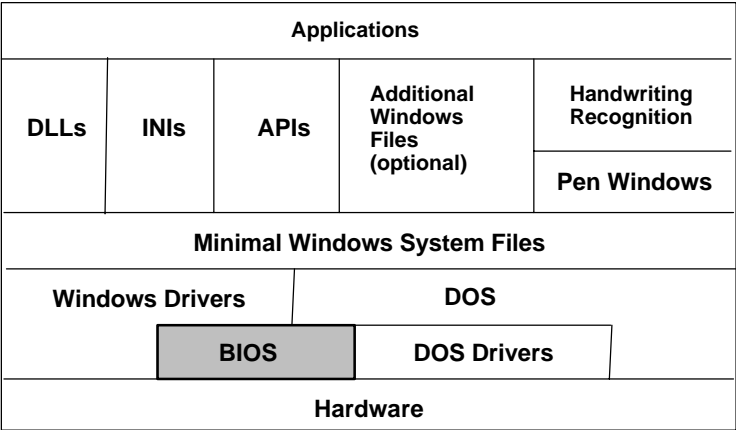 Applications
DLLs
INIs
APIs
Additional
Windows
Files
(optional)
Handwriting
Recognition
Pen Windows
Minimal Windows System Files
Windows Drivers
DOS
BIOS
DOS Drivers
Hardware